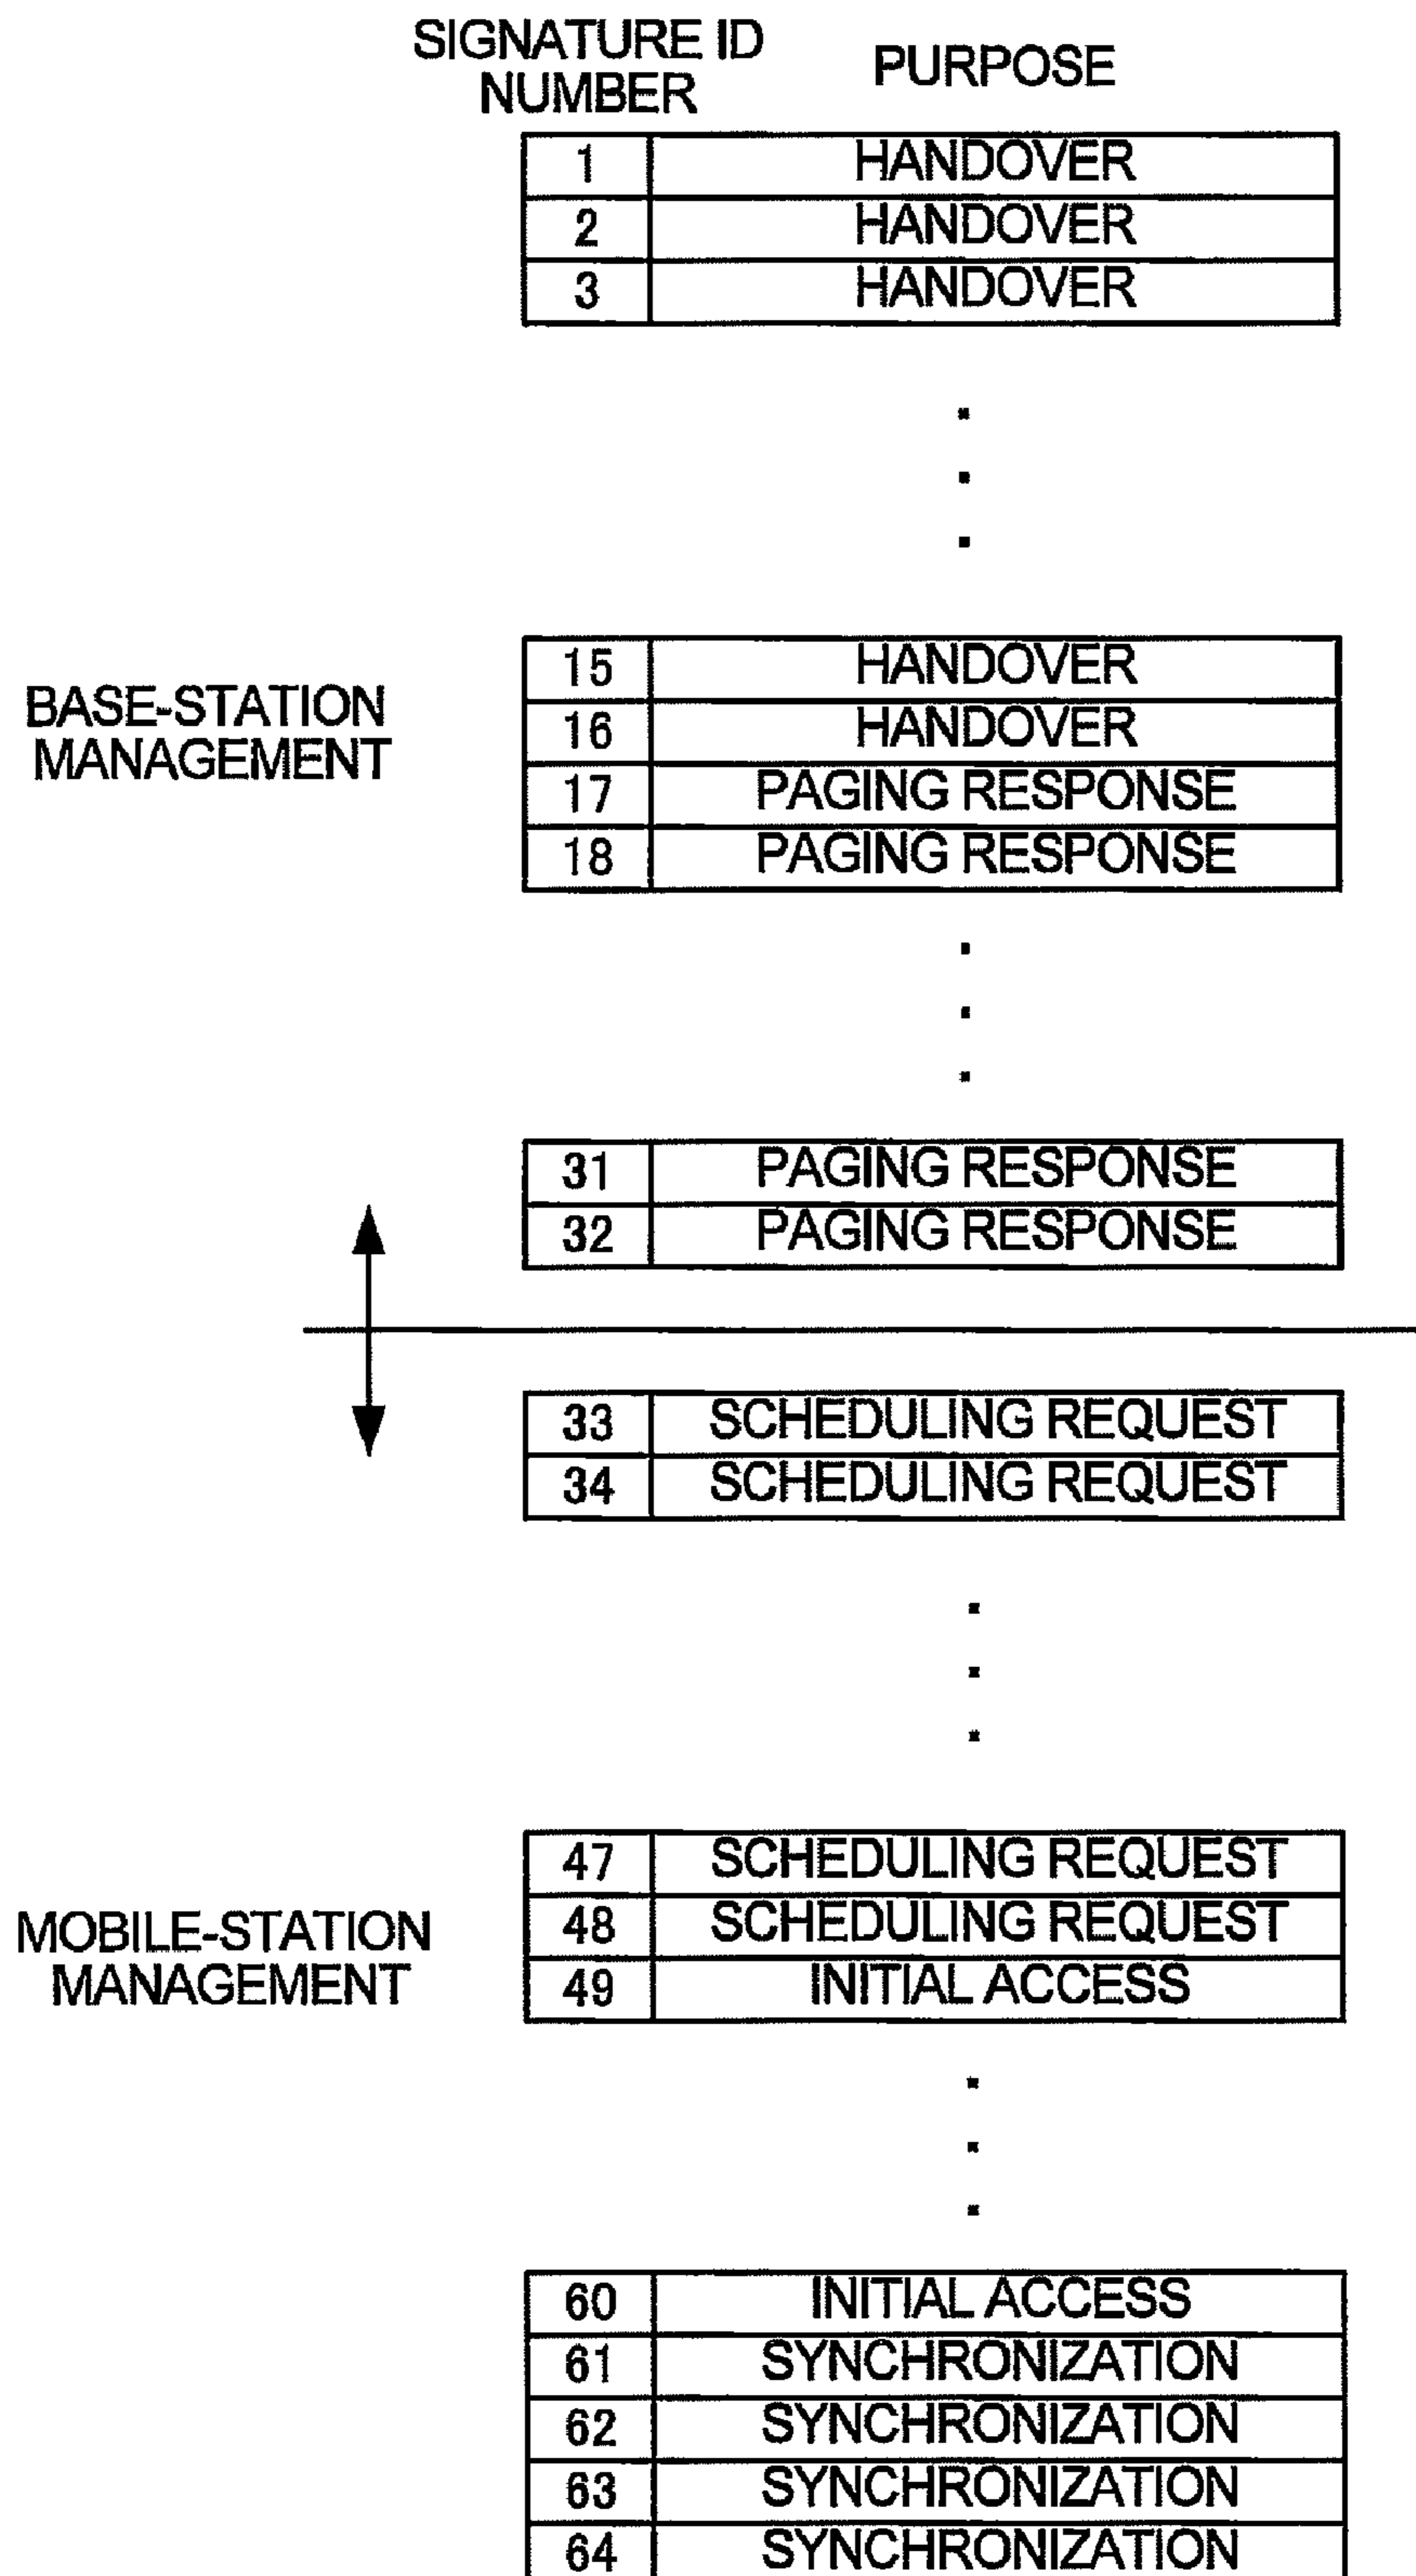 SIGNATURE ID
NUMBER
PURPOSE
1 HANDOVER
2 HANDOVER
3 HANDOVER
BASE-STATION
MANAGEMENT
15 HANDOVER
16 HANDOVER
17 PAGING RESPONSE
18 PAGING RESPONSE
31 PAGING RESPONSE
32 PAGING RESPONSE
33 SCHEDULING REQUEST
34 SCHEDULING REQUEST
MOBILE-STATION
MANAGEMENT
47 SCHEDULING REQUEST
48 SCHEDULING REQUEST
49 INITIAL ACCESS
60 INITIAL ACCESS
61 SYNCHRONIZATION
62 SYNCHRONIZATION
63 SYNCHRONIZATION
64 SYNCHRONIZATION